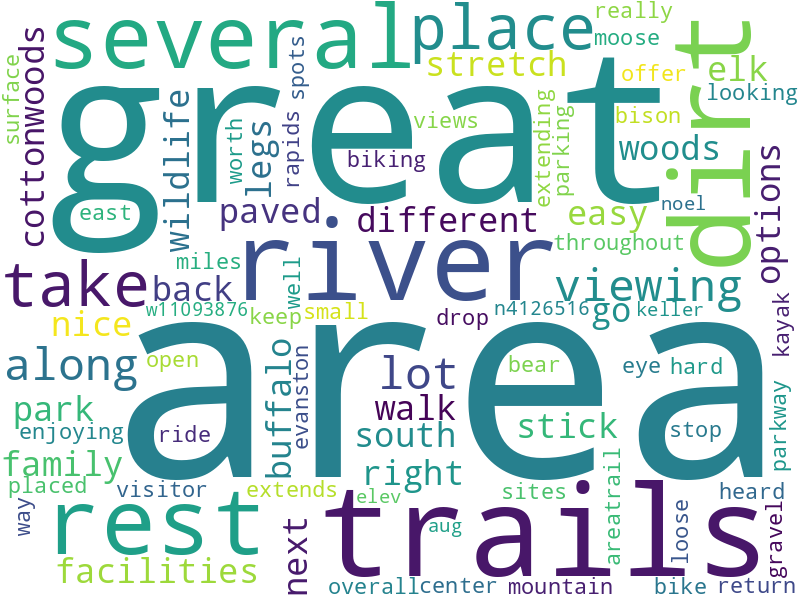 several
place
really
moose
dirt
great
cottonwoods
surface
wildlife
worth
legs
rapids
spots
stretch
views
biking
extending
parking
offer
elk
looking
bison
woods
options
noel
east
paved
different
easy
throughout
river
miles
take
back
well
viewing
w11093876
keep
small
drop
n4126516
go
keller
kayak
nice
area
along
open
buffalo
evanston
lot
bear
eye
hard
park
walk
enjoying
ride
south
stick
stop
parkway
family
right
placed
visitor
extends
elev
sites
areatrail
heard
way
rest
next
trails
aug
loose
gravel
facilities
overall
center
mountain
bike
return